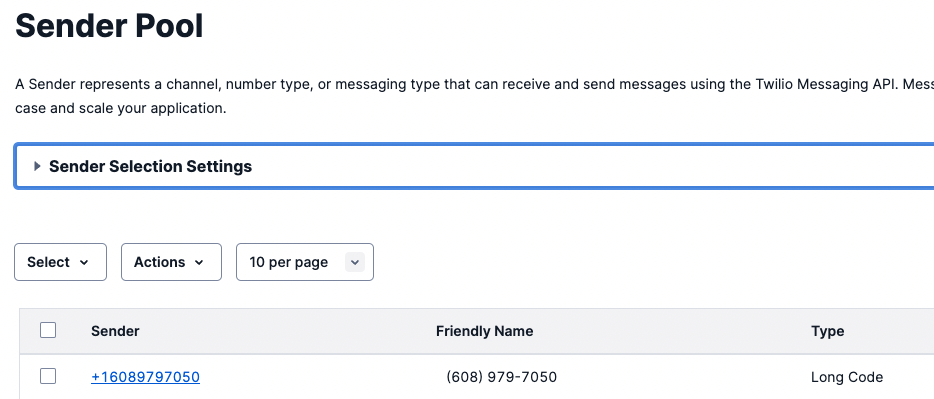 Sender Pool
A Sender represents a channel, number type, or messaging type that can receive and send messages using the Twilio Messaging API.
case and scale your application.
Sender Selection Settings
Select Actions 10 per page
Sender Friendly Name Type
+16089797050 (608) 979-7050 Long Code